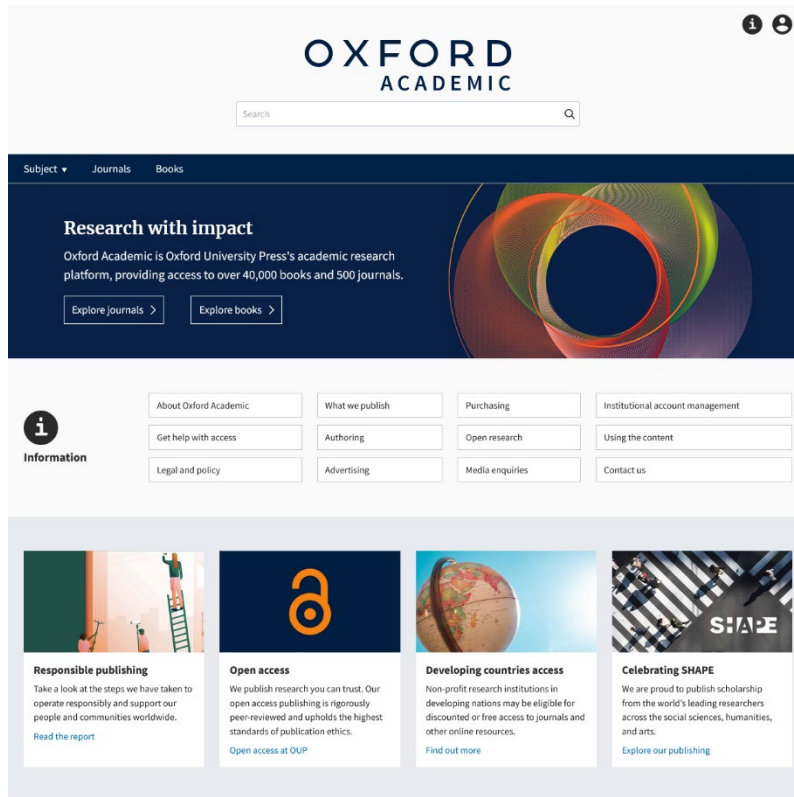 OXFORD
ACADEMIC
Search
Subject
Journals
Books
Research with impact
Oxford Academic is Oxford University Press's academic research
platform, providing access to over 40,000 books and 500 journals.
Explore journals
Explore books
Information
About Oxford Academic
What we publish
Purchasing
Institutional account management
Get help with access
Authoring
Open research
Using the content
Legal and policy
Advertising
Media enquiries
Contact us
Responsible publishing
Take a look at the steps we have taken to
operate responsibly and support our
people and communities worldwide.
Read the report
Open access
We publish research you can trust. Our
open access publishing is rigorously
peer-reviewed and upholds the highest
standards of publication ethics.
Open access at OUP
Developing countries access
Non-profit research institutions in
developing nations may be eligible for
discounted or free access to journals and
other online resources.
Find out more
SHAPE
Celebrating SHAPE
We are proud to publish scholarship
from the world's leading researchers
across the social sciences, humanities,
and arts.
Explore our publishing